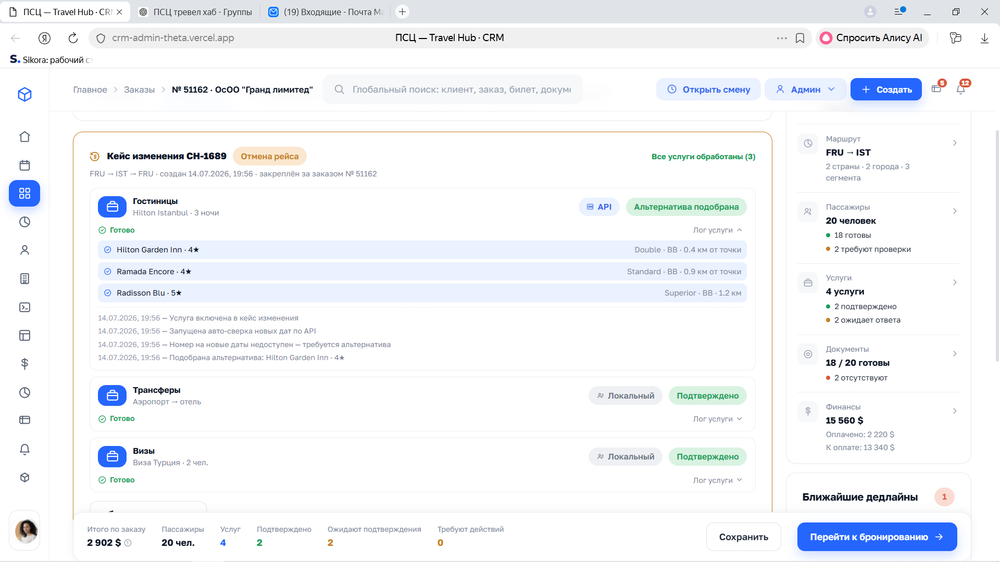 ПСЦ — Travel Hub · CRM
ПСЦ тревел хаб - Группы
(19) Входящие - Почта Ма
crm-admin-theta.vercel.app
ПСЦ — Travel Hub · CRM
Спросить Алису AI
S. Sikora: рабочий ст
Главное
Заказы
№ 51162 · ОсОО "Гранд лимитед"
Глобальный поиск: клиент, заказ, билет, докуме
Открыть смену
Админ
Создать
5
12
Кейс изменения CH-1689
Отмена рейса
Все услуги обработаны (3)
FRU → IST → FRU · создан 14.07.2026, 19:56 · закреплён за заказом № 51162
Гостиницы
Hilton Istanbul · 3 ночи
API
Альтернатива подобрана
Готово
Лог услуги
Hilton Garden Inn · 4★
Double · BB · 0.4 км от точки
Ramada Encore · 4★
Standard · BB · 0.9 км от точки
Radisson Blu · 5★
Superior · BB · 1.2 км
14.07.2026, 19:56 — Услуга включена в кейс изменения
14.07.2026, 19:56 — Запущена авто-сверка новых дат по API
14.07.2026, 19:56 — Номер на новые даты недоступен — требуется альтернатива
14.07.2026, 19:56 — Подобрана альтернатива: Hilton Garden Inn · 4★
Трансферы
Аэропорт → отель
Локальный
Подтверждено
Готово
Лог услуги
Визы
Виза Турция · 2 чел.
Локальный
Подтверждено
Готово
Лог услуги
Маршрут
FRU → IST
2 страны · 2 города · 3
сегмента
Пассажиры
20 человек
18 готовы
2 требуют проверки
Услуги
4 услуги
2 подтверждено
2 ожидает ответа
Документы
18 / 20 готовы
2 отсутствуют
Финансы
15 560 $
Оплачено: 2 220 $
К оплате: 13 340 $
Ближайшие дедлайны
1
Итого по заказу
2 902 $
Пассажиры
20 чел.
Услуг
4
Подтверждено
2
Ожидают подтверждения
2
Требуют действий
0
Сохранить
Перейти к бронированию →